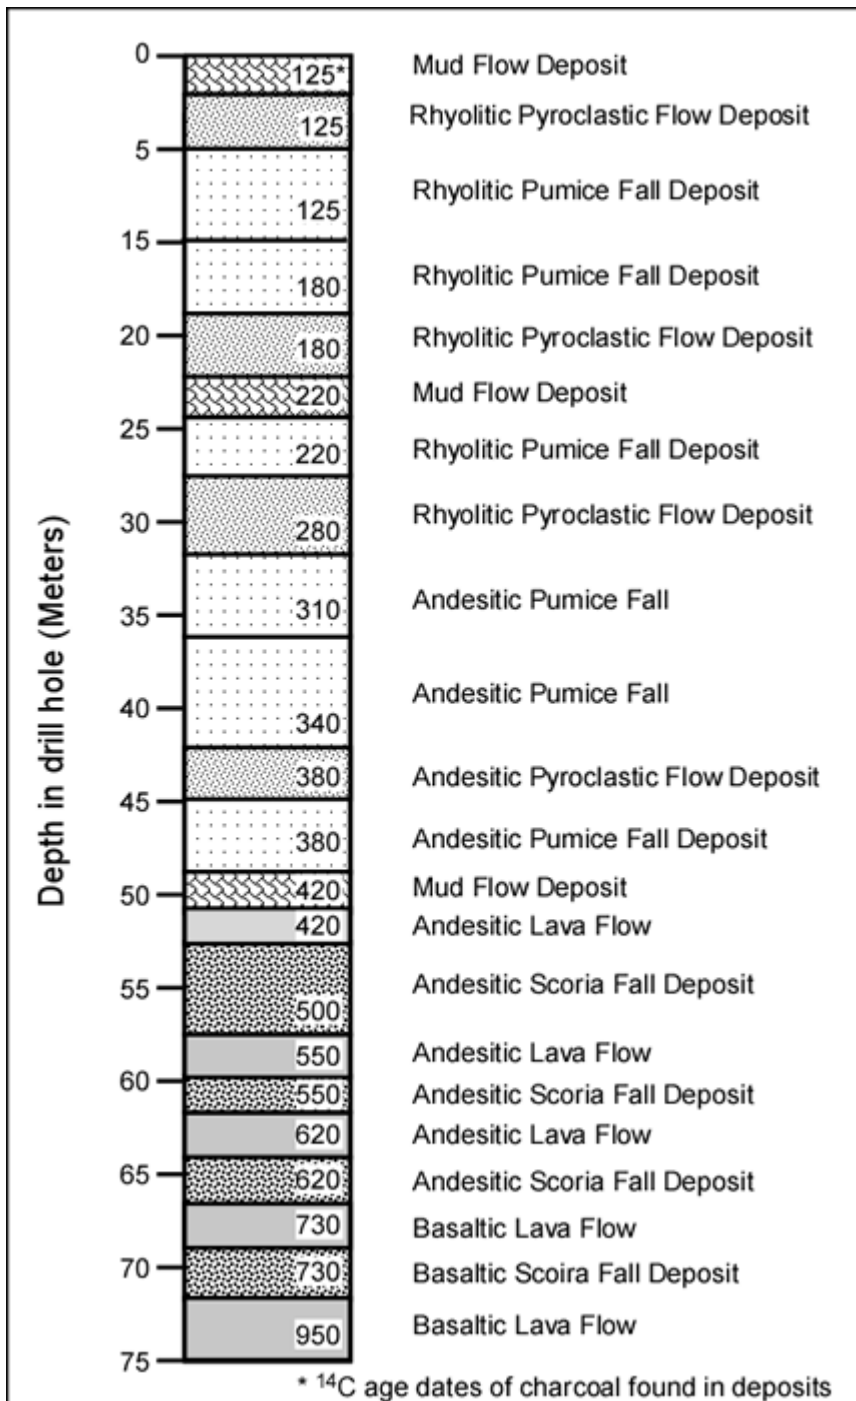 0
125* Mud Flow Deposit
125 Rhyolitic Pyroclastic Flow Deposit
5
125 Rhyolitic Pumice Fall Deposit
15
180 Rhyolitic Pumice Fall Deposit
20 180 Rhyolitic Pyroclastic Flow Deposit
220 Mud Flow Deposit
25
220 Rhyolitic Pumice Fall Deposit
30 280 Rhyolitic Pyroclastic Flow Deposit
310 Andesitic Pumice Fall
35
Andesitic Pumice Fall
40 340
380 Andesitic Pyroclastic Flow Deposit
45
380 Andesitic Pumice Fall Deposit
50 420 Mud Flow Deposit
420 Andesitic Lava Flow
55 500 Andesitic Scoria Fall Deposit
550 Andesitic Lava Flow
60 550 Andesitic Scoria Fall Deposit
620 Andesitic Lava Flow
65 620 Andesitic Scoria Fall Deposit
730 Basaltic Lava Flow
70 730 Basaltic Scoira Fall Deposit
950 Basaltic Lava Flow
75
Depth in drill hole (Meters)
* ¹⁴C age dates of charcoal found in deposits